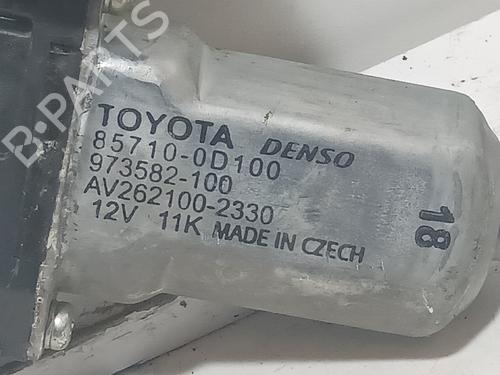 B-PARTS
TOYOTA DENSO
85710-0D100
973582-100
AV262100-2330
12V 11K MADE IN CZECH
18